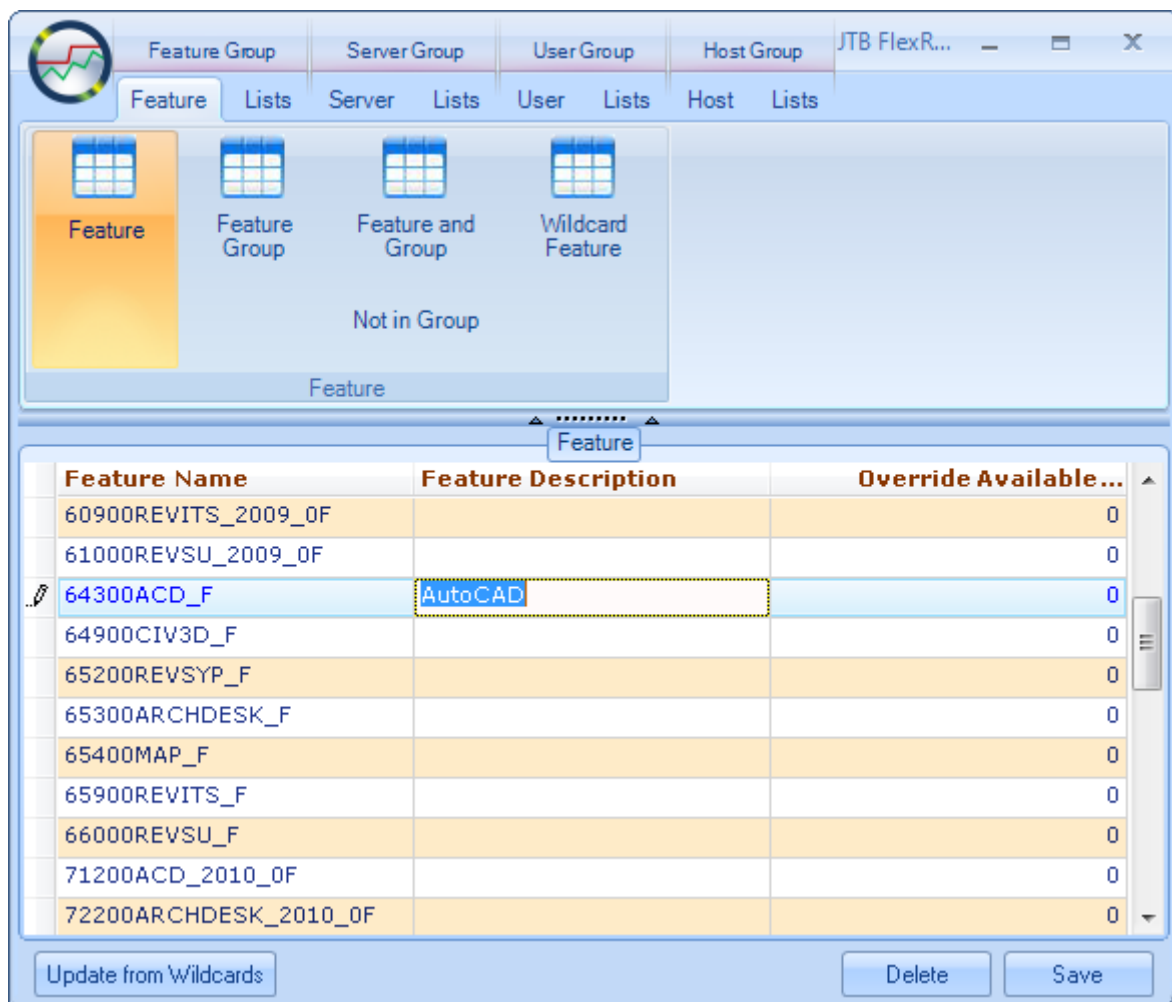 Feature Group Server Group User Group Host Group JTB FlexR...
Feature Lists Server Lists User Lists Host Lists
Feature
Feature Group
Feature and Group
Wildcard Feature
Not in Group
Feature
Feature
Feature Name Feature Description Override Available...
60900REVITS_2009_0F 0
61000REVSU_2009_0F 0
64300ACD_F AutoCAD 0
64900CIV3D_F 0
65200REVSYP_F 0
65300ARCHDESK_F 0
65400MAP_F 0
65900REVITS_F 0
66000REVSU_F 0
71200ACD_2010_0F 0
72200ARCHDESK_2010_0F 0
Update from Wildcards Delete Save